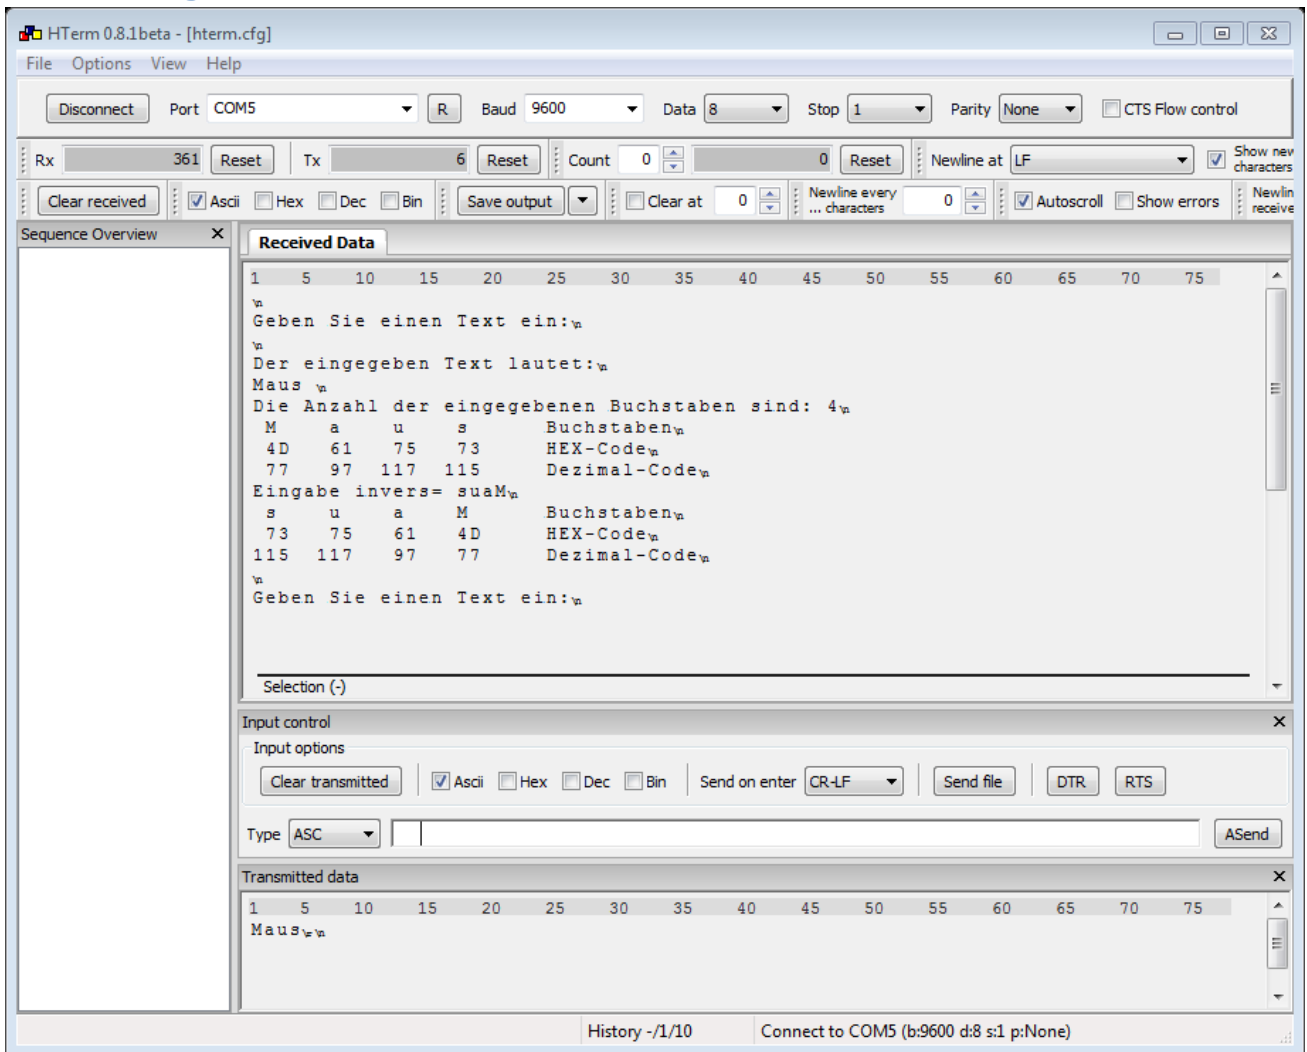 HTerm 0.8.1beta - [hterm.cfg]
File Options View Help
Disconnect Port COM5 R Baud 9600 Data 8 Stop 1 Parity None CTS Flow control
Rx 361 Reset Tx 6 Reset Count 0 0 Reset Newline at LF Show new characters
Clear received Ascii Hex Dec Bin Save output Clear at 0 Newline every ... characters 0 Autoscroll Show errors Newlin receive
Sequence Overview X Received Data
1 5 10 15 20 25 30 35 40 45 50 55 60 65 70 75
\n
Geben Sie einen Text ein:\n
\n
Der eingegeben Text lautet:\n
Maus \n
Die Anzahl der eingegebenen Buchstaben sind: 4\n
M a u s Buchstaben\n
4D 61 75 73 HEX-Code\n
77 97 117 115 Dezimal-Code\n
Eingabe invers= suaM\n
s u a M Buchstaben\n
73 75 61 4D HEX-Code\n
115 117 97 77 Dezimal-Code\n
\n
Geben Sie einen Text ein:\n
Selection (-)
Input control
Input options
Clear transmitted Ascii Hex Dec Bin Send on enter CR-LF Send file DTR RTS
Type ASC ASend
Transmitted data
1 5 10 15 20 25 30 35 40 45 50 55 60 65 70 75
Maus\r\n
History -/1/10 Connect to COM5 (b:9600 d:8 s:1 p:None)